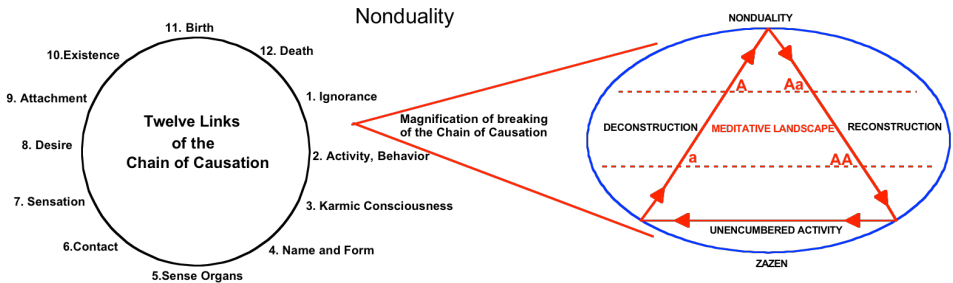 Nonduality
11. Birth
12. Death
1. Ignorance
2. Activity, Behavior
3. Karmic Consciousness
4. Name and Form
5.Sense Organs
6.Contact
7. Sensation
8. Desire
9. Attachment
10.Existence
Twelve Links
of the
Chain of Causation
Magnification of breaking
of the Chain of Causation
NONDUALITY
A
Aa
DECONSTRUCTION
MEDITATIVE LANDSCAPE
RECONSTRUCTION
a
AA
UNENCUMBERED ACTIVITY
ZAZEN